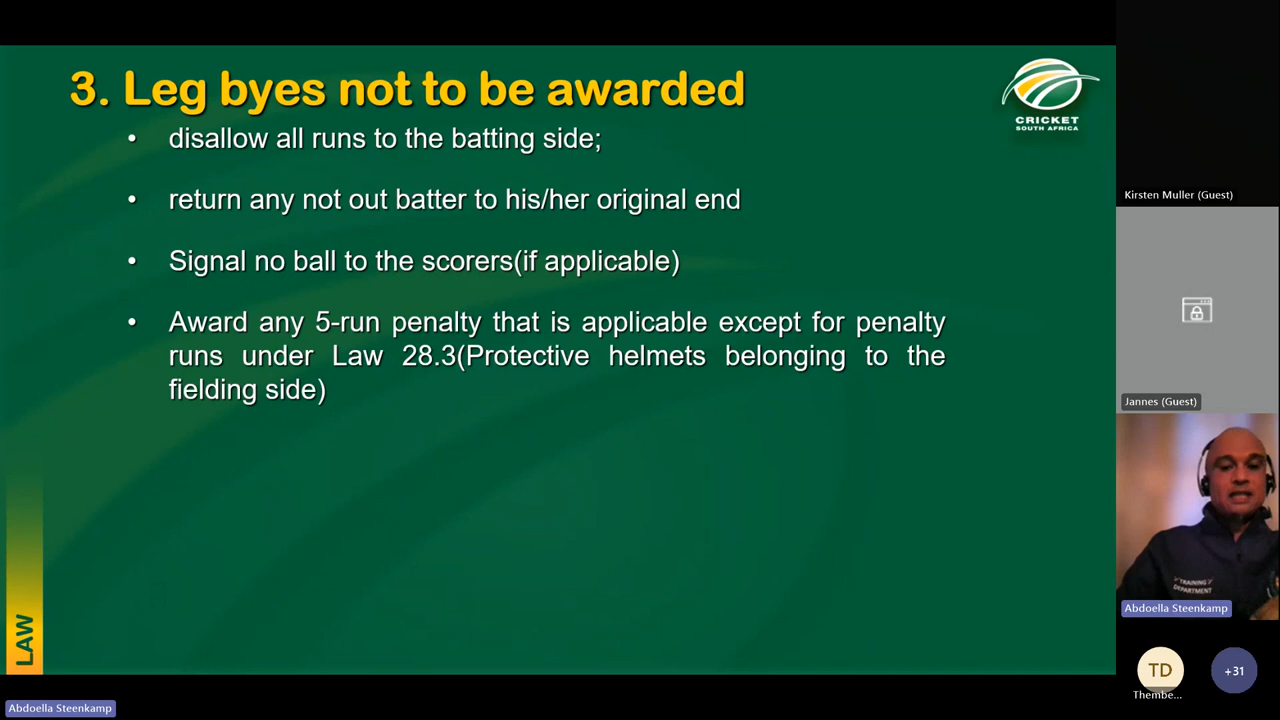 3. Leg byes not to be awarded
• disallow all runs to the batting side;
• return any not out batter to his/her original end
• Signal no ball to the scorers(if applicable)
• Award any 5-run penalty that is applicable except for penalty
runs under Law 28.3(Protective helmets belonging to the
fielding side)
CRICKET
SOUTH AFRICA
LAW
Abdoella Steenkamp
Kirsten Muller (Guest)
Jannes (Guest)
TRAINING
DEPARTMENT
Abdoella Steenkamp
TD
Thembe...
+31